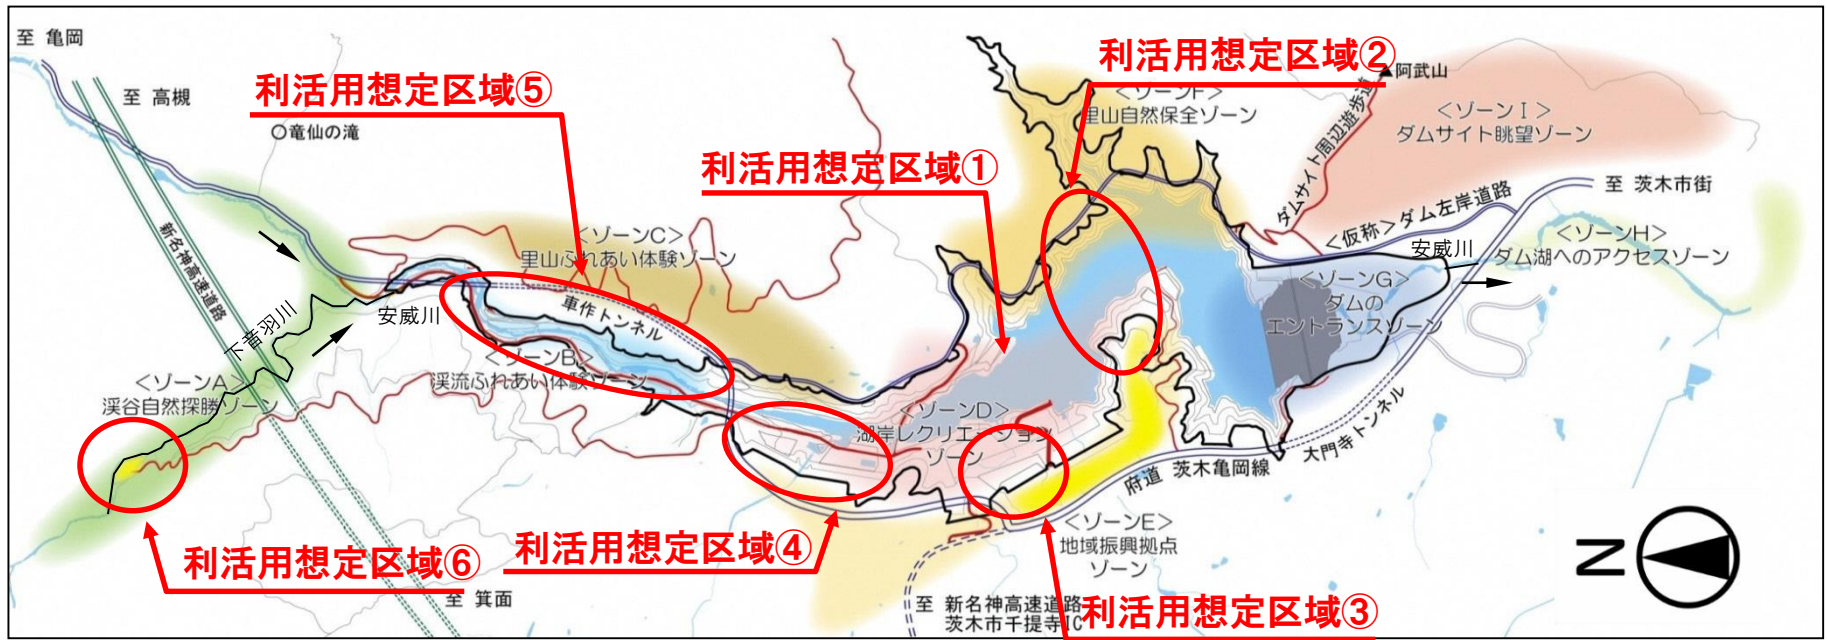 至 亀岡
至 高槻
〇竜仙の滝
利活用想定区域⑤
利活用想定区域②
▲阿武山
<ゾーンF>
里山自然保全ゾーン
<ゾーンI>
ダムサイト眺望ゾーン
利活用想定区域①
ダムサイト周辺遊歩道
至 茨木市街
<仮称>ダム左岸道路
安威川
<ゾーンH>
ダム湖へのアクセスゾーン
<ゾーンC>
里山ふれあい体験ゾーン
新名神高速道路
<ゾーンG>
ダムの
エントランスゾーン
車作トンネル
安威川
下音羽川
<ゾーンB>
渓流ふれあい体験ゾーン
<ゾーンA>
渓谷自然探勝ゾーン
<ゾーンD>
湖岸レクリエーション
ゾーン
大門寺トンネル
府道 茨木亀岡線
<ゾーンE>
地域振興拠点
ゾーン
利活用想定区域④
利活用想定区域⑥
至 箕面
至 新名神高速道路
茨木市千提寺IC
利活用想定区域③
N